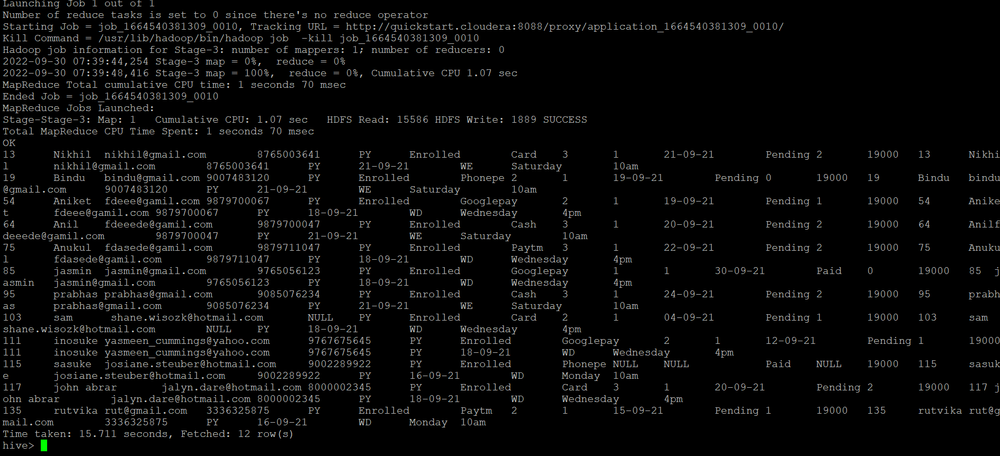 Launching Job 1 out of 1
Number of reduce tasks is set to 0 since there's no reduce operator
Starting Job = job_1664540381309_0010, Tracking URL = http://quickstart.cloudera:8088/proxy/application_1664540381309_0010/
Kill Command = /usr/lib/hadoop/bin/hadoop job  -kill job_1664540381309_0010
Hadoop job information for Stage-3: number of mappers: 1; number of reducers: 0
2022-09-30 07:39:44,254 Stage-3 map = 0%,  reduce = 0%
2022-09-30 07:39:48,416 Stage-3 map = 100%,  reduce = 0%, Cumulative CPU 1.07 sec
MapReduce Total cumulative CPU time: 1 seconds 70 msec
Ended Job = job_1664540381309_0010
MapReduce Jobs Launched:
Stage-Stage-3: Map: 1   Cumulative CPU: 1.07 sec   HDFS Read: 15586 HDFS Write: 1889 SUCCESS
Total MapReduce CPU Time Spent: 1 seconds 70 msec
OK
13 Nikhil nikhil@gmail.com 8765003641 PY Enrolled Card 3 1 21-09-21 Pending 2 19000 13 Nikhi
l nikhil@gmail.com 8765003641 PY 21-09-21 WE Saturday 10am
19 Bindu bindu@gmail.com 9007483120 PY Enrolled Phonepe 2 1 19-09-21 Pending 0 19000 19 Bindu bindu
@gmail.com 9007483120 PY 21-09-21 WE Saturday 10am
54 Aniket fdeee@gamil.com 9879700067 PY Enrolled Googlepay 2 1 19-09-21 Pending 1 19000 54 Anike
t fdeee@gamil.com 9879700067 PY 18-09-21 WD Wednesday 4pm
64 Anil fdeeede@gamil.com 9879700047 PY Enrolled Cash 3 1 20-09-21 Pending 2 19000 64 Anilf
deeede@gamil.com 9879700047 PY 21-09-21 WE Saturday 10am
75 Anukul fdasede@gamil.com 9879711047 PY Enrolled Paytm 3 1 22-09-21 Pending 2 19000 75 Anuku
l fdasede@gamil.com 9879711047 PY 18-09-21 WD Wednesday 4pm
85 jasmin jasmin@gmail.com 9765056123 PY Enrolled Googlepay 1 1 30-09-21 Paid 0 19000 85 j
asmin jasmin@gmail.com 9765056123 PY 18-09-21 WD Wednesday 4pm
95 prabhas prabhas@gmail.com 9085076234 PY Enrolled Cash 3 1 24-09-21 Pending 2 19000 95 prabh
as prabhas@gmail.com 9085076234 PY 21-09-21 WE Saturday 10am
103 sam shane.wisozk@hotmail.com NULL PY Enrolled Card 2 1 04-09-21 Pending 1 19000 103 sam
shane.wisozk@hotmail.com NULL PY 18-09-21 WD Wednesday 4pm
111 inosuke yasmeen_cummings@yahoo.com 9767675645 PY Enrolled Googlepay 2 1 12-09-21 Pending 1 19000
111 inosuke yasmeen_cummings@yahoo.com 9767675645 PY 18-09-21 WD Wednesday 4pm
115 sasuke josiane.steuber@hotmail.com 9002289922 PY Enrolled Phonepe NULL NULL Paid NULL 19000 115 sasuk
e josiane.steuber@hotmail.com 9002289922 PY 16-09-21 WD Monday 10am
117 john abrar jalyn.dare@hotmail.com 8000002345 PY Enrolled Card 3 1 20-09-21 Pending 2 19000 117 j
ohn abrar jalyn.dare@hotmail.com 8000002345 PY 18-09-21 WD Wednesday 4pm
135 rutvika rut@gmail.com 3336325875 PY Enrolled Paytm 2 1 15-09-21 Pending 1 19000 135 rutvika rut@g
mail.com 3336325875 PY 16-09-21 WD Monday 10am
Time taken: 15.711 seconds, Fetched: 12 row(s)
hive>